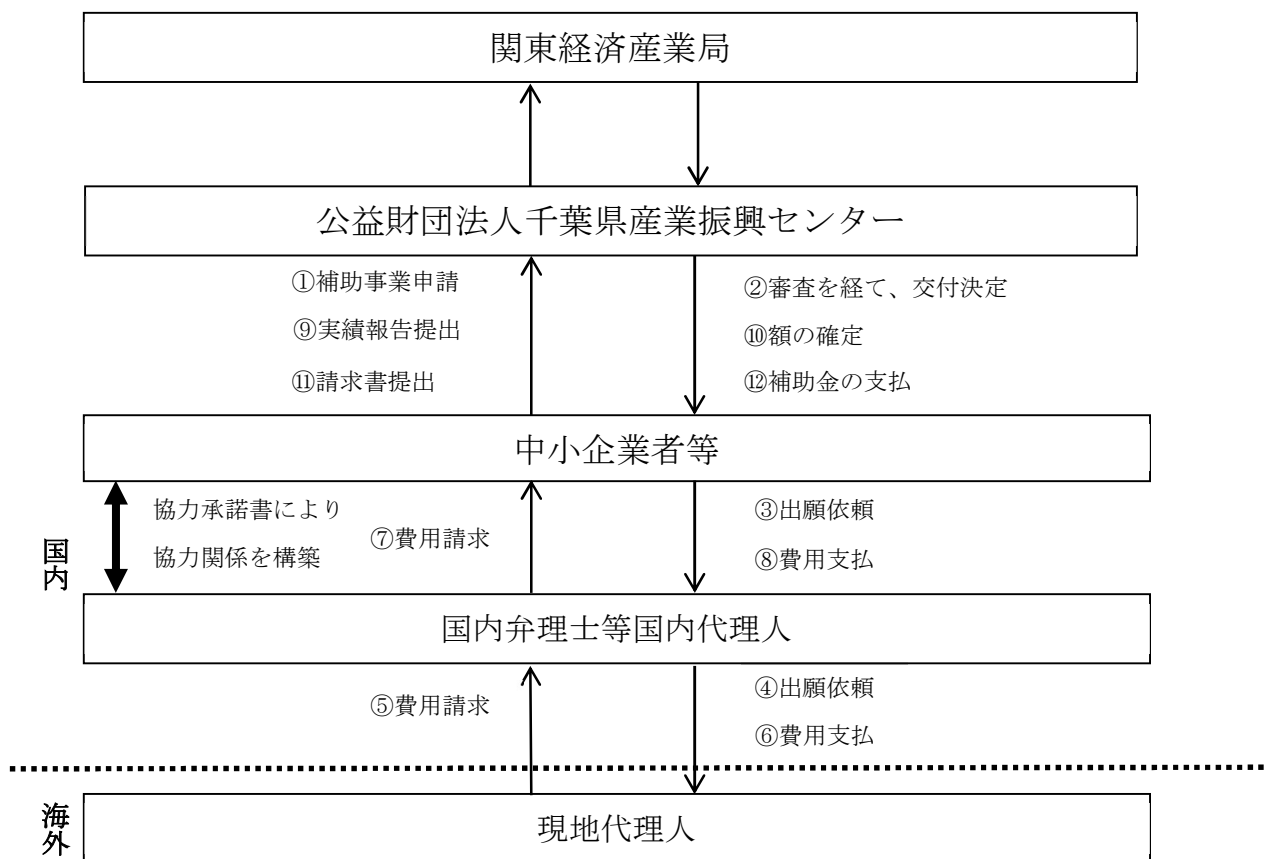 関東経済産業局
公益財団法人千葉県産業振興センター
①補助事業申請
⑨実績報告提出
⑪請求書提出
②審査を経て、交付決定
⑩額の確定
⑫補助金の支払
中小企業者等
協力承諾書により
協力関係を構築
⑦費用請求
③出願依頼
⑧費用支払
国内
国内弁理士等国内代理人
⑤費用請求
④出願依頼
⑥費用支払
海外
現地代理人